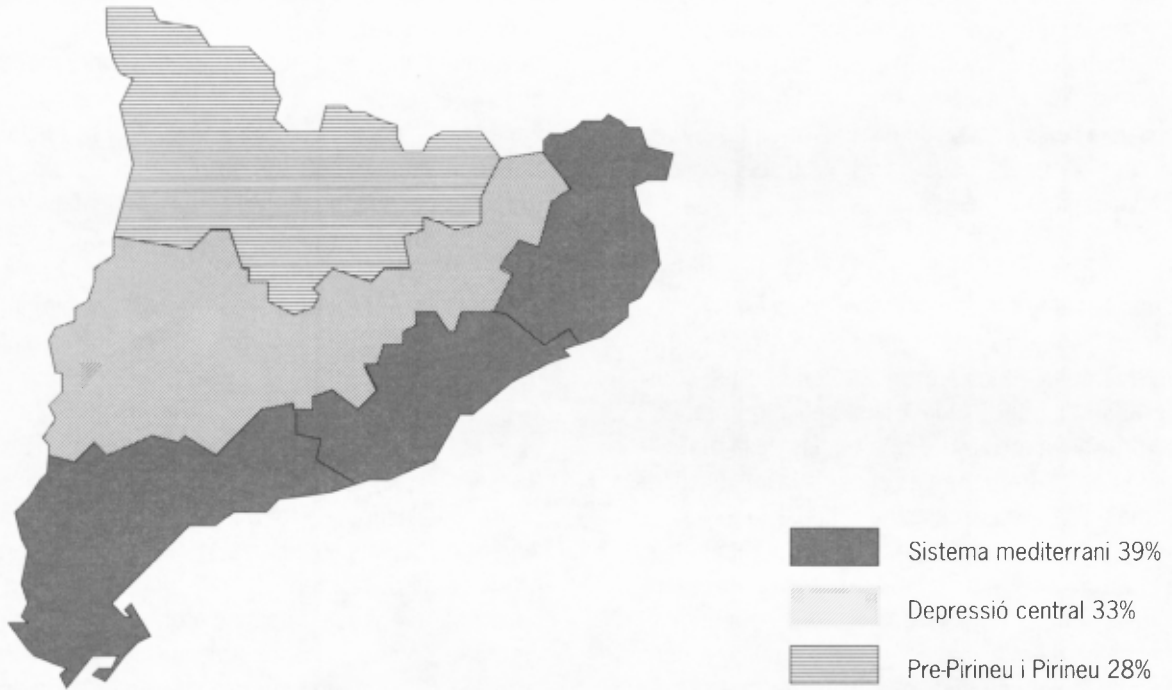 Sistema mediterrani 39%
Depressió central 33%
Pre-Pirineu i Pirineu 28%